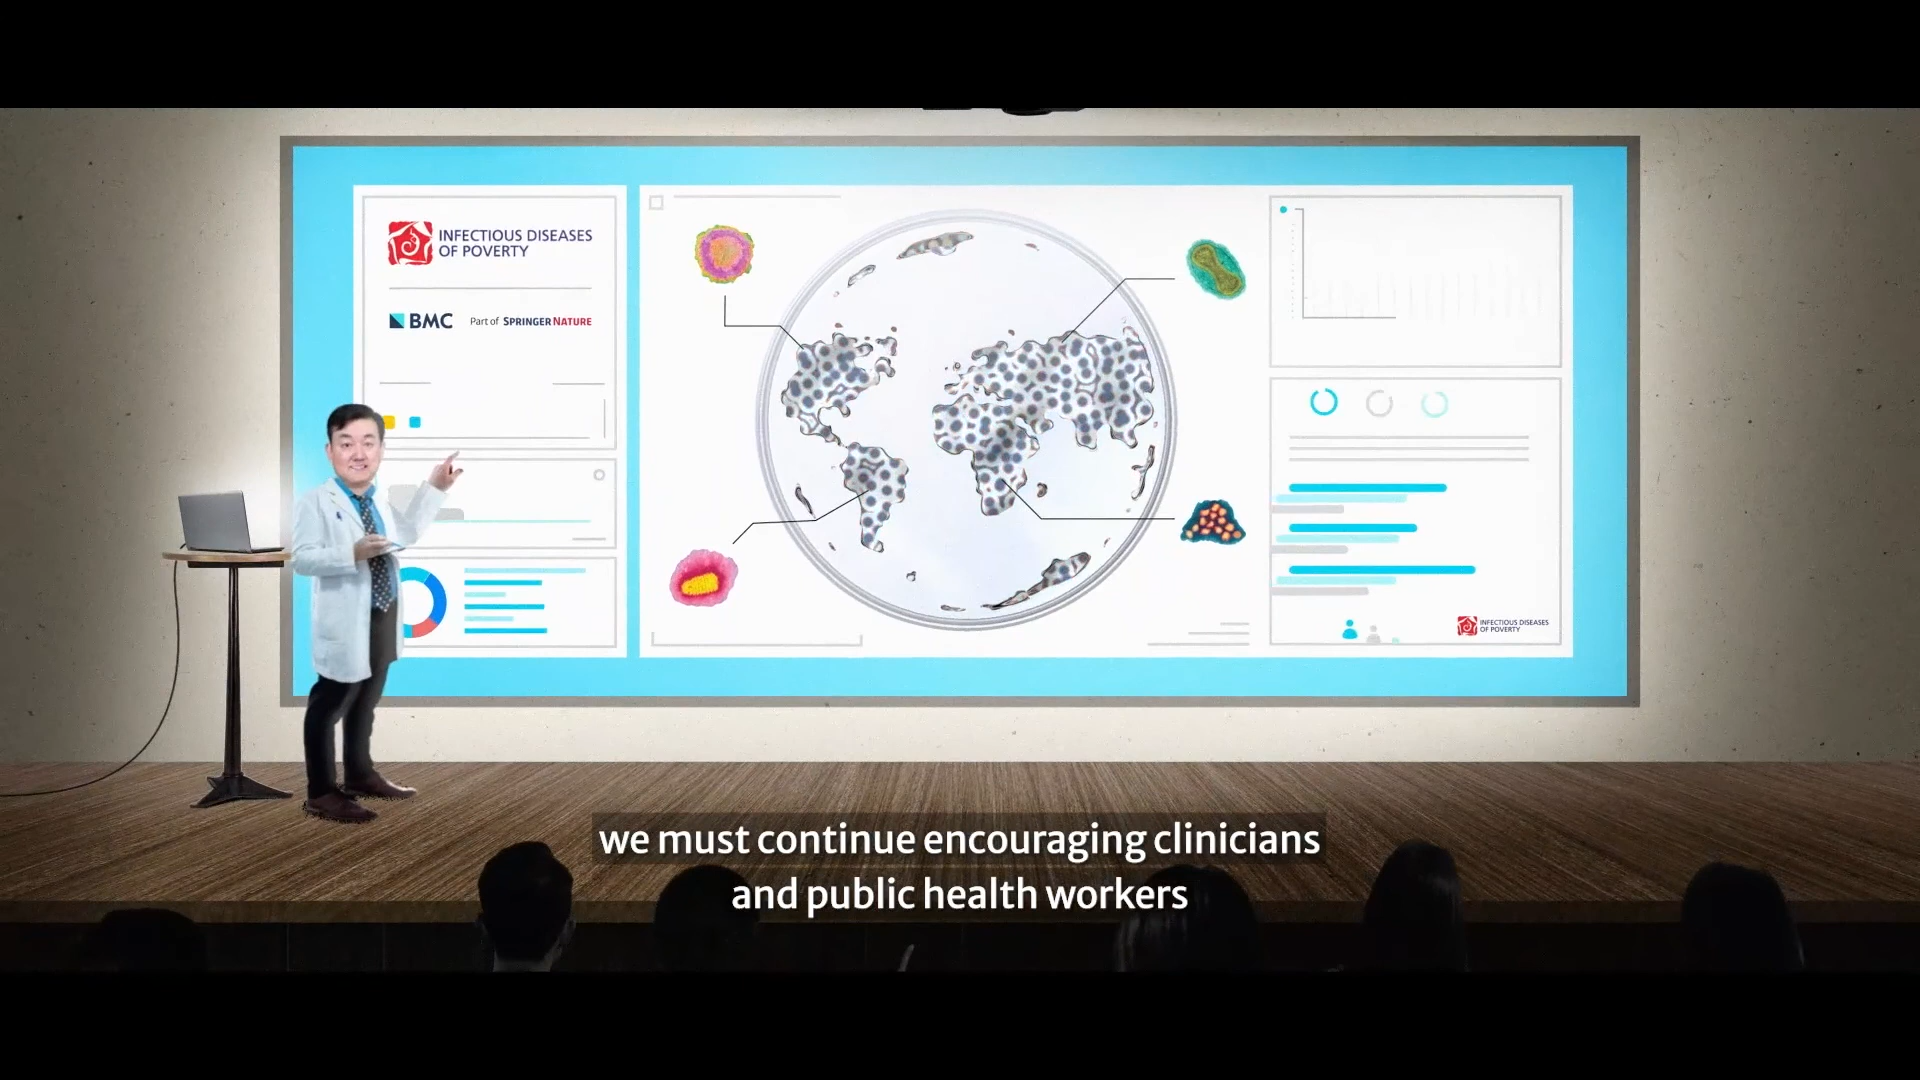 INFECTIOUS DISEASES
OF POVERTY
BMC Part of SPRINGER NATURE
INFECTIOUS DISEASES
OF POVERTY
we must continue encouraging clinicians
and public health workers